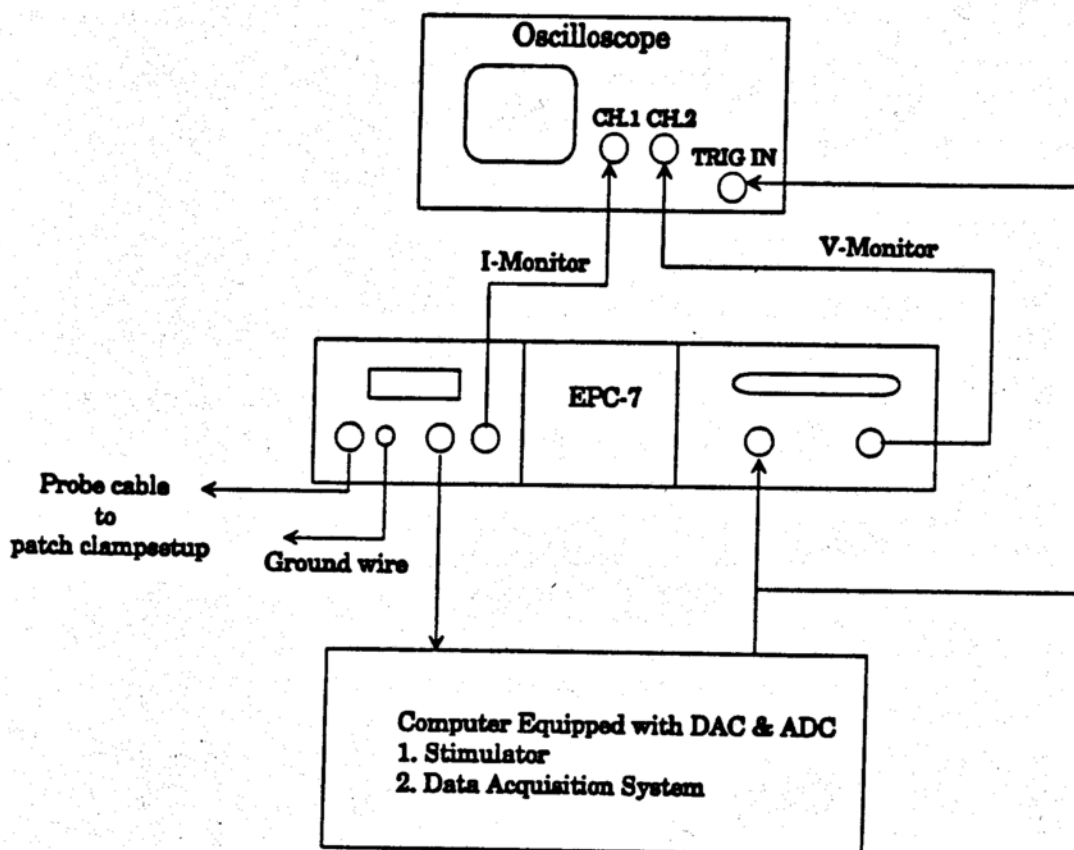 Oscilloscope
CH.1 CH.2
TRIG IN
I-Monitor
V-Monitor
EPC-7
Probe cable
to
patch clampsetup
Ground wire
Computer Equipped with DAC & ADC
1. Stimulator
2. Data Acquisition System